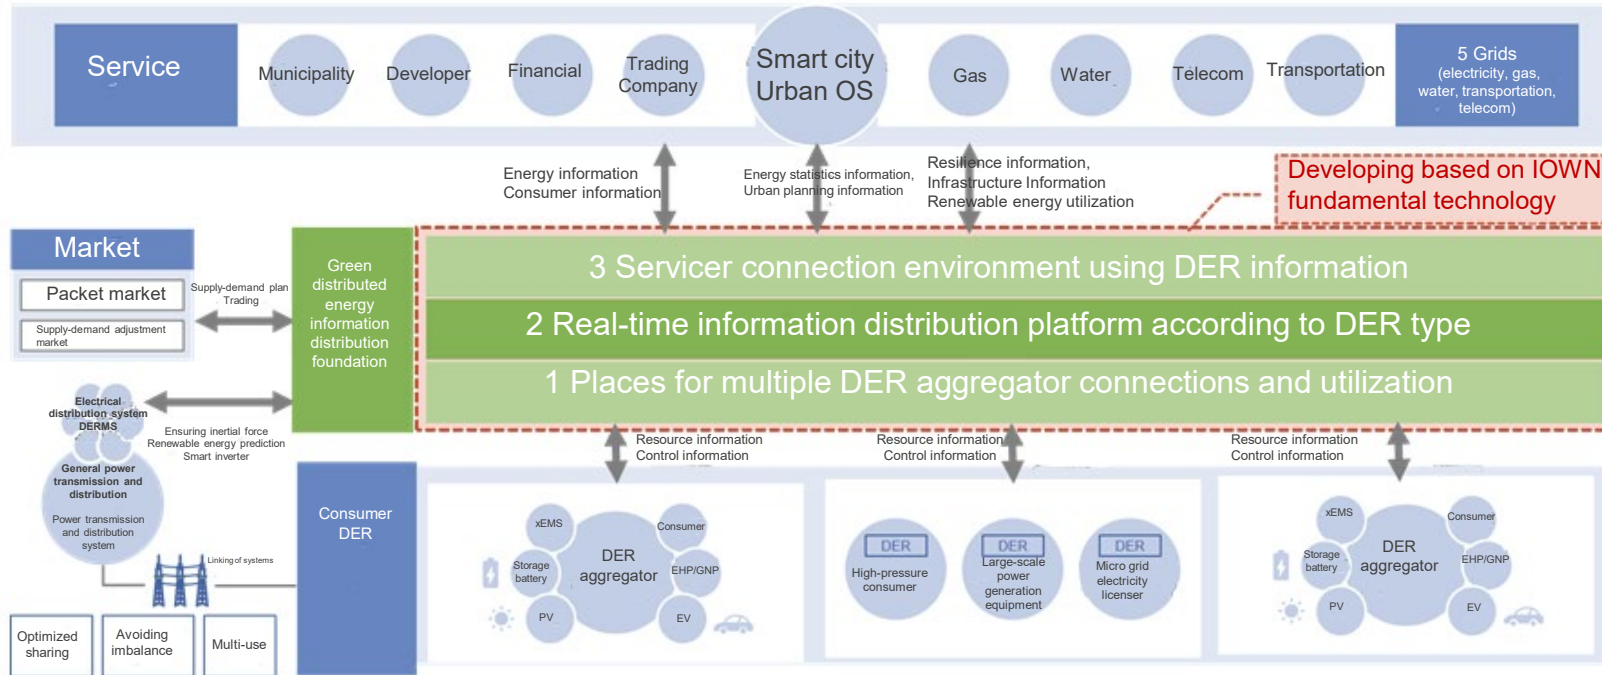 Service
Municipality
Developer
Financial
Trading
Company
Smart city
Urban OS
Gas
Water
Telecom
Transportation
5 Grids
(electricity, gas,
water, transportation,
telecom)
Energy information
Consumer information
Energy statistics information,
Urban planning information
Resilience information,
Infrastructure Information
Renewable energy utilization
Developing based on IOWN
fundamental technology
Market
Packet market
Supply-demand adjustment
market
Supply-demand plan
Trading
Green
distributed
energy
information
distribution
foundation
3 Servicer connection environment using DER information
2 Real-time information distribution platform according to DER type
1 Places for multiple DER aggregator connections and utilization
Electrical
distribution system
DERMS
Ensuring inertial force
Renewable energy prediction
Smart inverter
General power
transmission and
distribution
Power transmission
and distribution
system
Linking of systems
Optimized
sharing
Avoiding
imbalance
Multi-use
Resource information
Control information
Resource information
Control information
Resource information
Control information
Consumer
DER
xEMS
Consumer
Storage
battery
DER
aggregator
EHP/GNP
PV
EV
DER
High-pressure
consumer
DER
Large-scale
power
generation
equipment
DER
Micro grid
electricity
licenser
xEMS
Consumer
Storage
battery
DER
aggregator
EHP/GNP
PV
EV